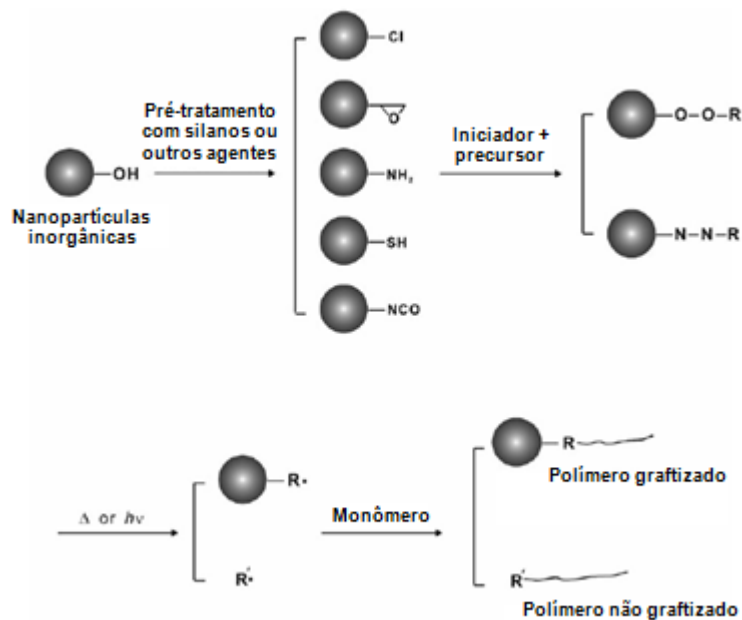 Cl
O
Pré-tratamento
com silanos ou
outros agentes
OH
Nanopartículas
inorgânicas
NH₂
SH
NCO
Iniciador +
precursor
O-O-R
N-N-R
Δ or hν
R·
R'·
Monômero
R
Polímero graftizado
R'
Polímero não graftizado